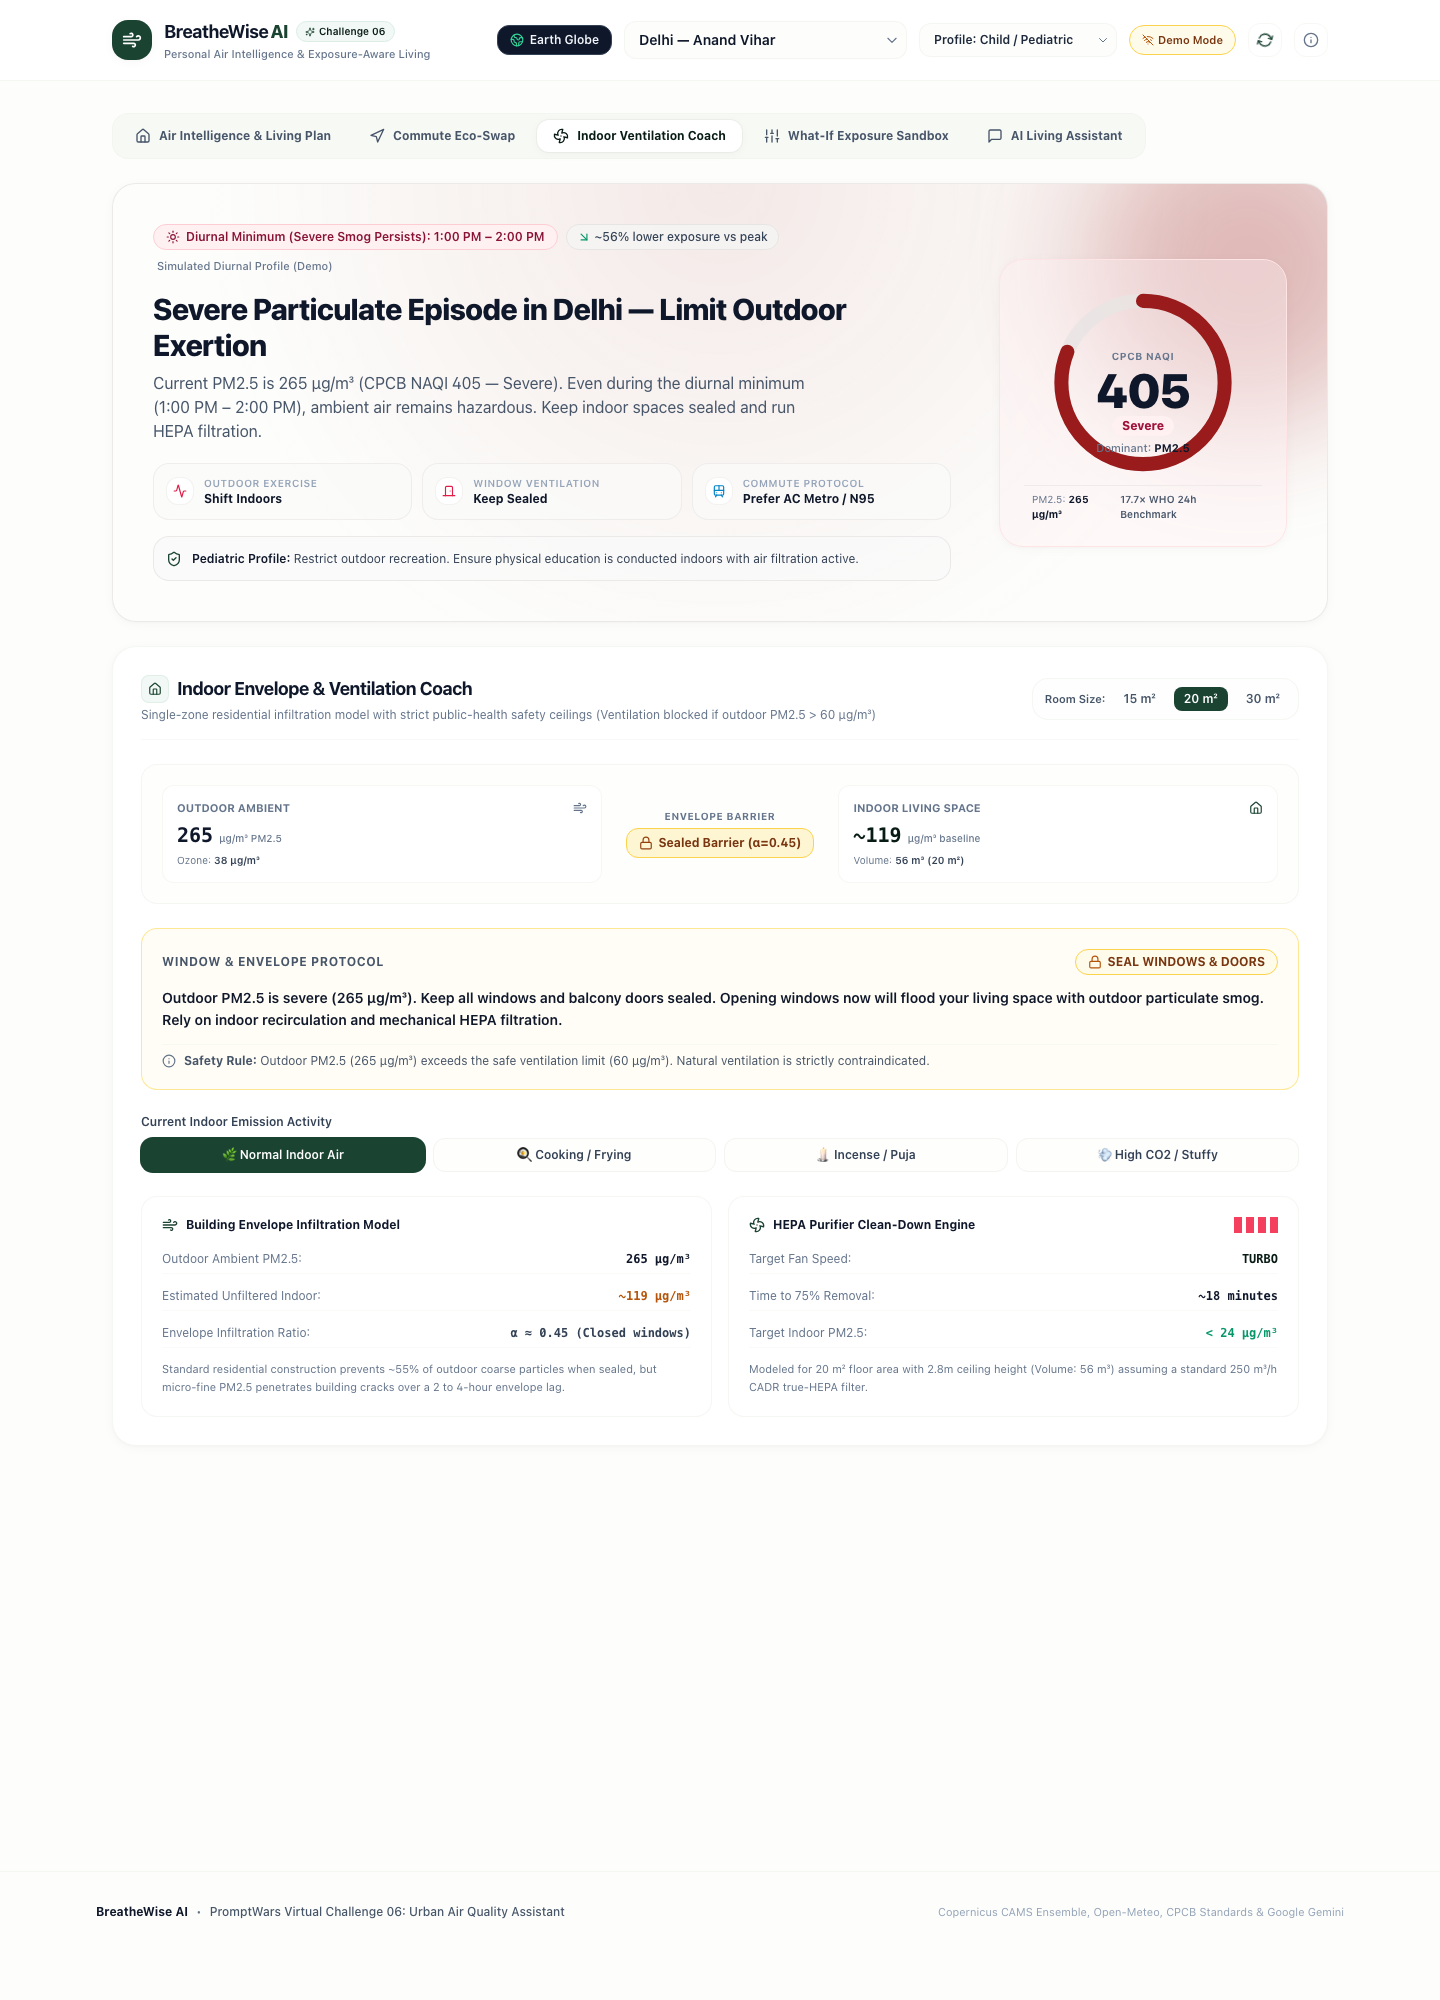 BreatheWise AI
Challenge 06
Personal Air Intelligence & Exposure-Aware Living
Earth Globe
Delhi — Anand Vihar
Profile: Child / Pediatric
Demo Mode
Air Intelligence & Living Plan
Commute Eco-Swap
Indoor Ventilation Coach
What-If Exposure Sandbox
AI Living Assistant
Diurnal Minimum (Severe Smog Persists): 1:00 PM – 2:00 PM
~56% lower exposure vs peak
Simulated Diurnal Profile (Demo)
Severe Particulate Episode in Delhi — Limit Outdoor
Exertion
Current PM2.5 is 265 µg/m³ (CPCB NAQI 405 — Severe). Even during the diurnal minimum
(1:00 PM – 2:00 PM), ambient air remains hazardous. Keep indoor spaces sealed and run
HEPA filtration.
OUTDOOR EXERCISE
Shift Indoors
WINDOW VENTILATION
Keep Sealed
COMMUTE PROTOCOL
Prefer AC Metro / N95
Pediatric Profile: Restrict outdoor recreation. Ensure physical education is conducted indoors with air filtration active.
CPCB NAQI
405
Severe
Dominant: PM2.5
PM2.5: 265
µg/m³
17.7× WHO 24h
Benchmark
Indoor Envelope & Ventilation Coach
Single-zone residential infiltration model with strict public-health safety ceilings (Ventilation blocked if outdoor PM2.5 > 60 µg/m³)
Room Size:
15 m²
20 m²
30 m²
OUTDOOR AMBIENT
265 µg/m³ PM2.5
Ozone: 38 µg/m³
ENVELOPE BARRIER
Sealed Barrier (α=0.45)
INDOOR LIVING SPACE
~119 µg/m³ baseline
Volume: 56 m³ (20 m²)
WINDOW & ENVELOPE PROTOCOL
SEAL WINDOWS & DOORS
Outdoor PM2.5 is severe (265 µg/m³). Keep all windows and balcony doors sealed. Opening windows now will flood your living space with outdoor particulate smog.
Rely on indoor recirculation and mechanical HEPA filtration.
Safety Rule: Outdoor PM2.5 (265 µg/m³) exceeds the safe ventilation limit (60 µg/m³). Natural ventilation is strictly contraindicated.
Current Indoor Emission Activity
🌿 Normal Indoor Air
🍳 Cooking / Frying
🕯️ Incense / Puja
💨 High CO2 / Stuffy
Building Envelope Infiltration Model
Outdoor Ambient PM2.5: 265 µg/m³
Estimated Unfiltered Indoor: ~119 µg/m³
Envelope Infiltration Ratio: α ≈ 0.45 (Closed windows)
Standard residential construction prevents ~55% of outdoor coarse particles when sealed, but
micro-fine PM2.5 penetrates building cracks over a 2 to 4-hour envelope lag.
HEPA Purifier Clean-Down Engine
Target Fan Speed: TURBO
Time to 75% Removal: ~18 minutes
Target Indoor PM2.5: < 24 µg/m³
Modeled for 20 m² floor area with 2.8m ceiling height (Volume: 56 m³) assuming a standard 250 m³/h
CADR true-HEPA filter.
BreatheWise AI • PromptWars Virtual Challenge 06: Urban Air Quality Assistant
Copernicus CAMS Ensemble, Open-Meteo, CPCB Standards & Google Gemini